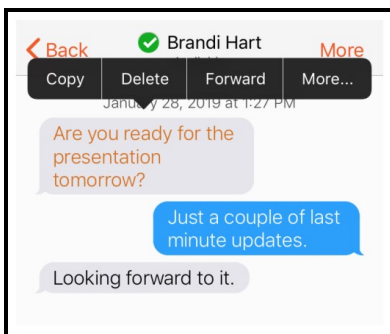 Back Brandi Hart More
Copy Delete Forward More...
January 28, 2019 at 1:27 PM
Are you ready for the
presentation
tomorrow?
Just a couple of last
minute updates.
Looking forward to it.